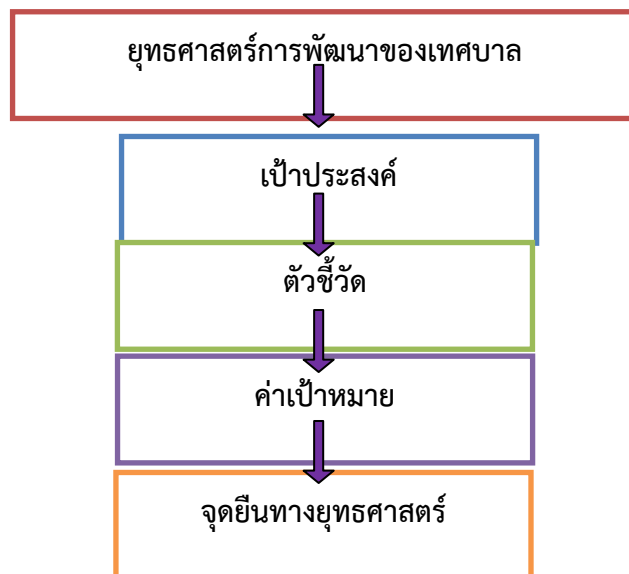 ยุทธศาสตร์การพัฒนาของเทศบาล
เป้าประสงค์
ตัวชี้วัด
ค่าเป้าหมาย
จุดยืนทางยุทธศาสตร์